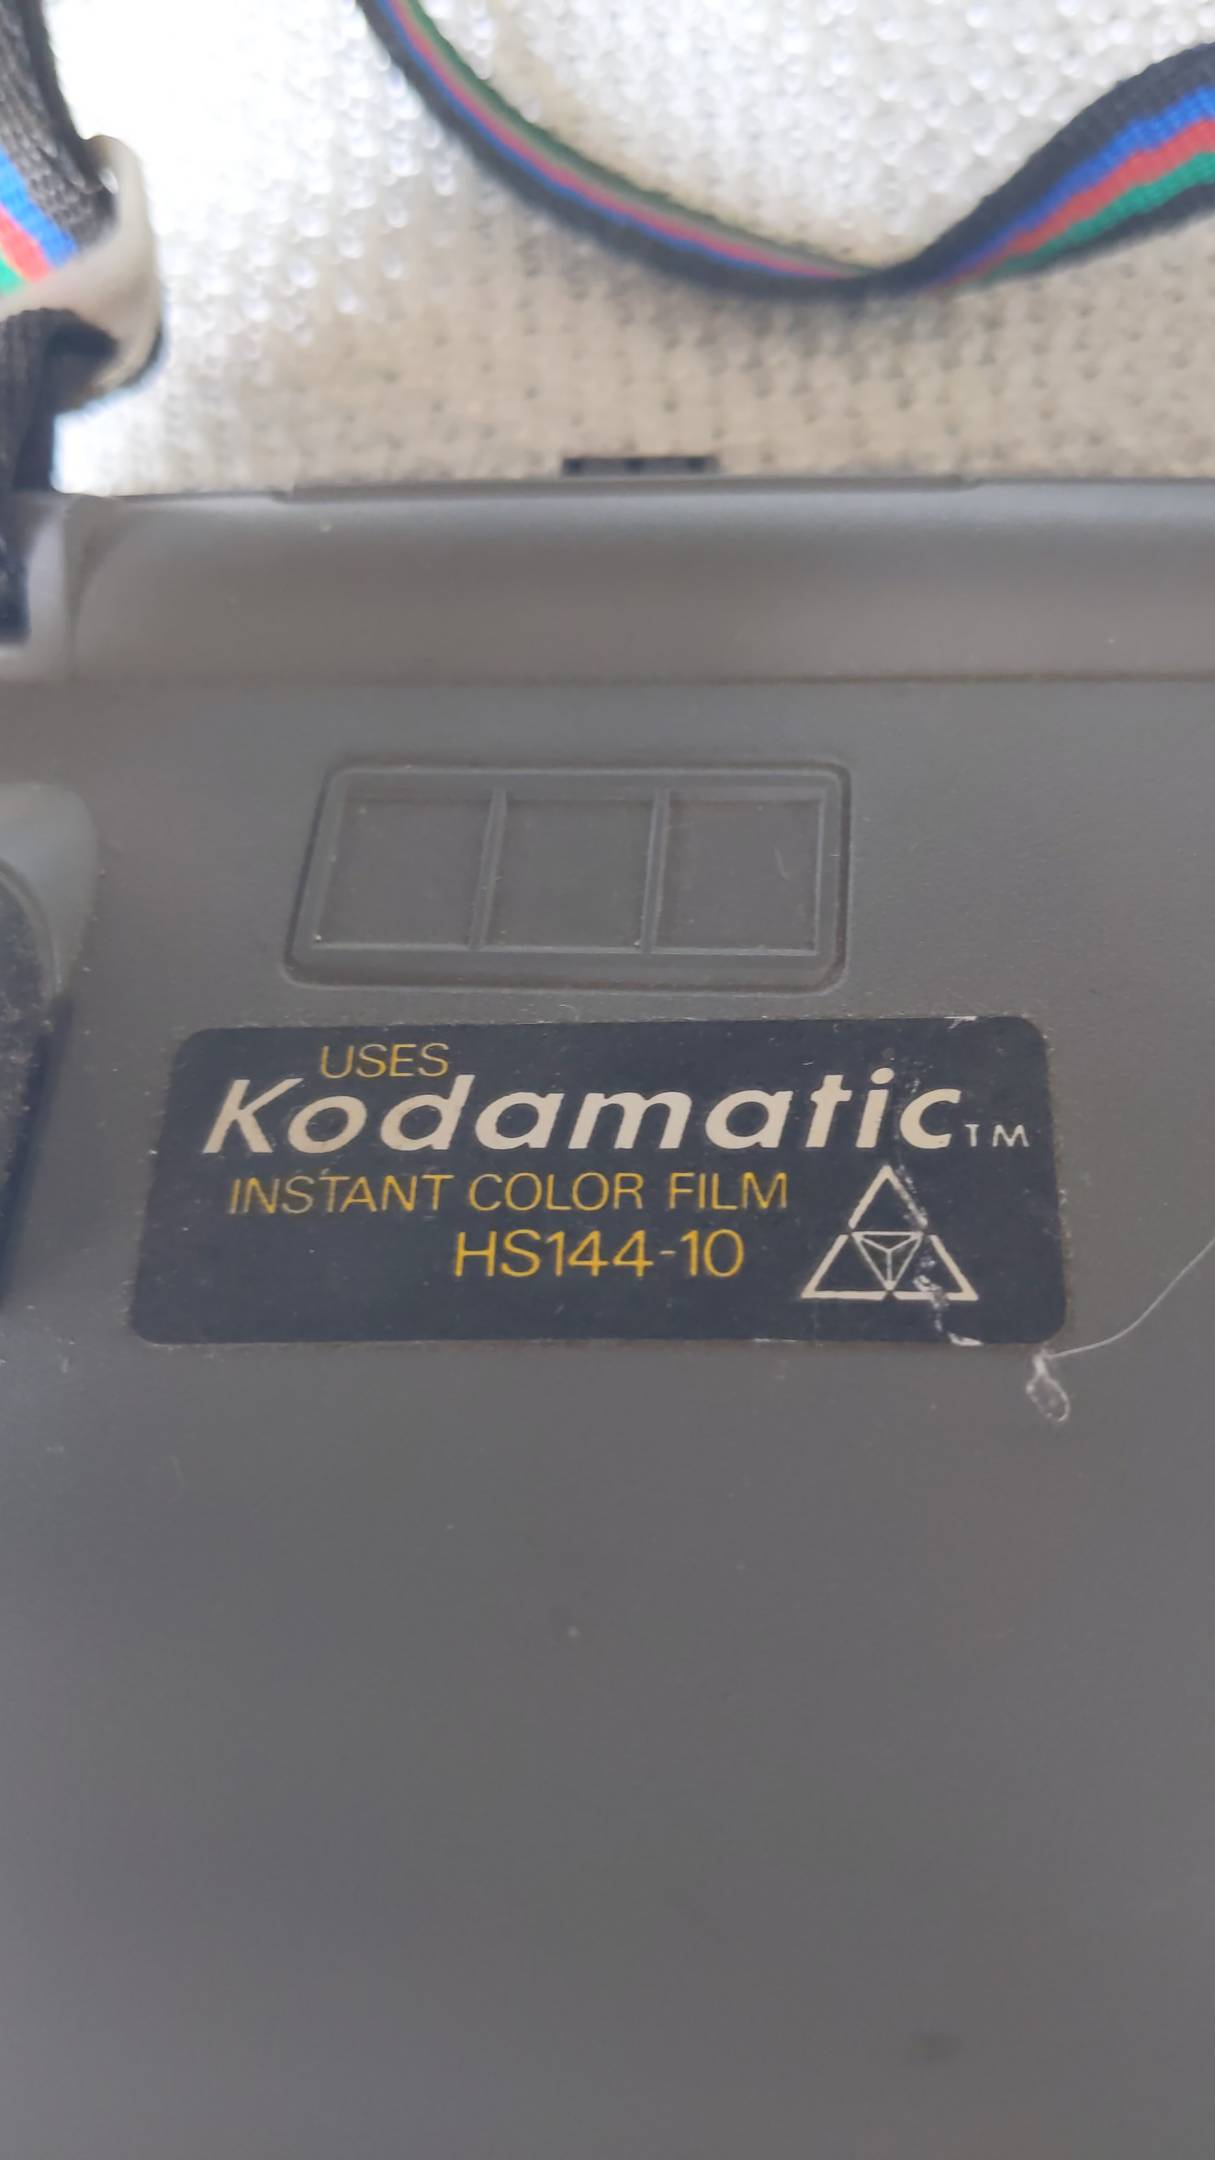 USES
Kodamatic™
INSTANT COLOR FILM
HS144-10